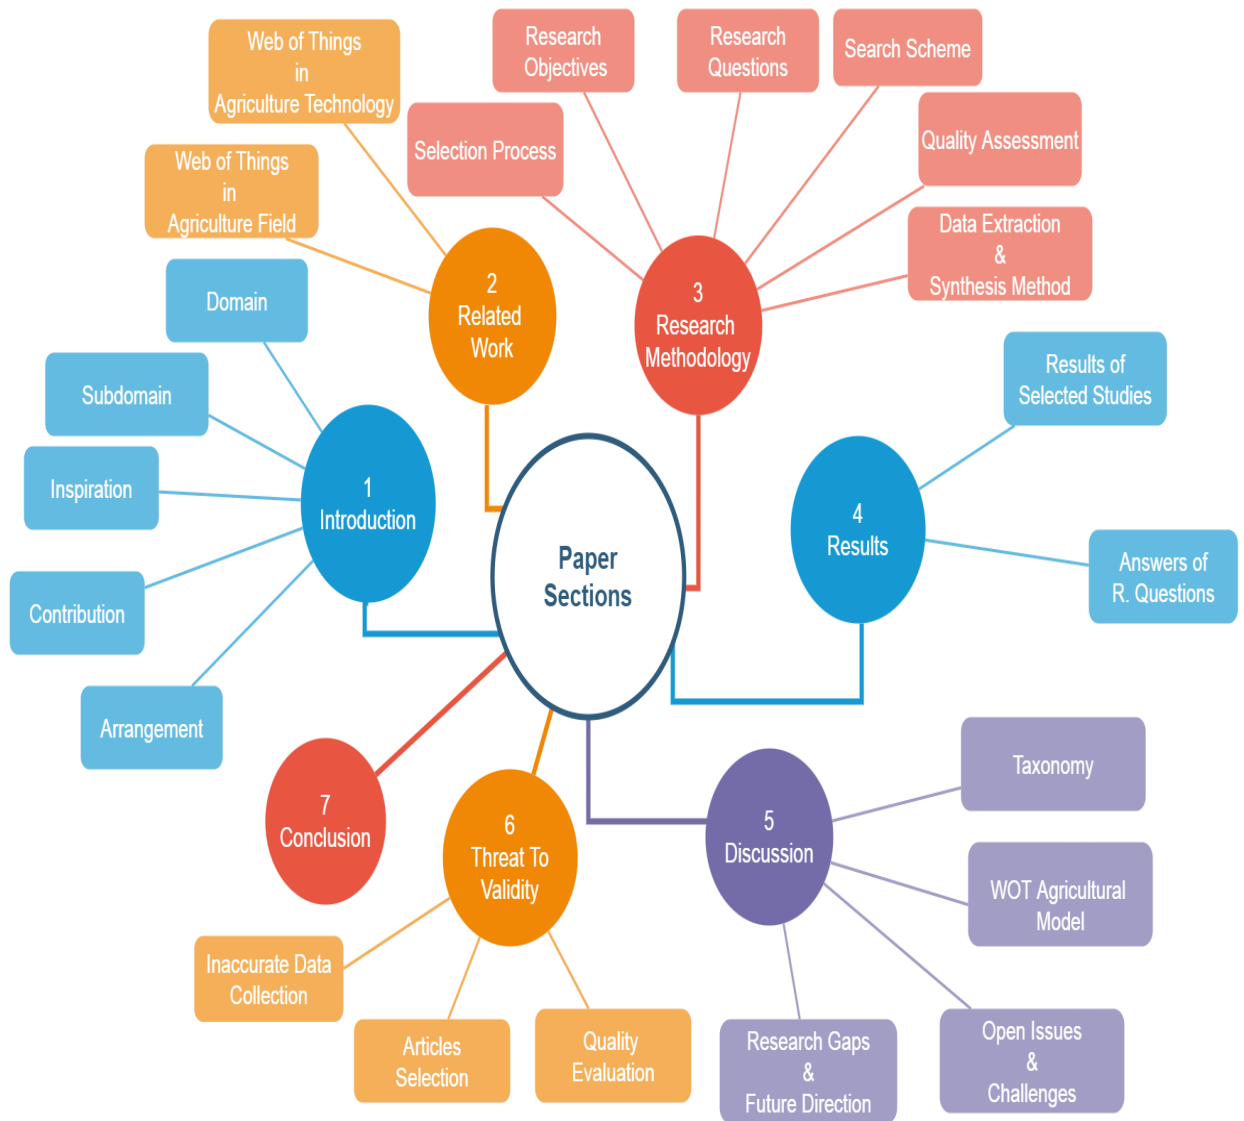 Paper
Sections
1
Introduction
Domain
Subdomain
Inspiration
Contribution
Arrangement
2
Related
Work
Web of Things
in
Agriculture Technology
Web of Things
in
Agriculture Field
3
Research
Methodology
Selection Process
Research
Objectives
Research
Questions
Search Scheme
Quality Assessment
Data Extraction
&
Synthesis Method
4
Results
Results of
Selected Studies
Answers of
R. Questions
5
Discussion
Taxonomy
WOT Agricultural
Model
Open Issues
&
Challenges
Research Gaps
&
Future Direction
6
Threat To
Validity
Inaccurate Data
Collection
Articles
Selection
Quality
Evaluation
7
Conclusion